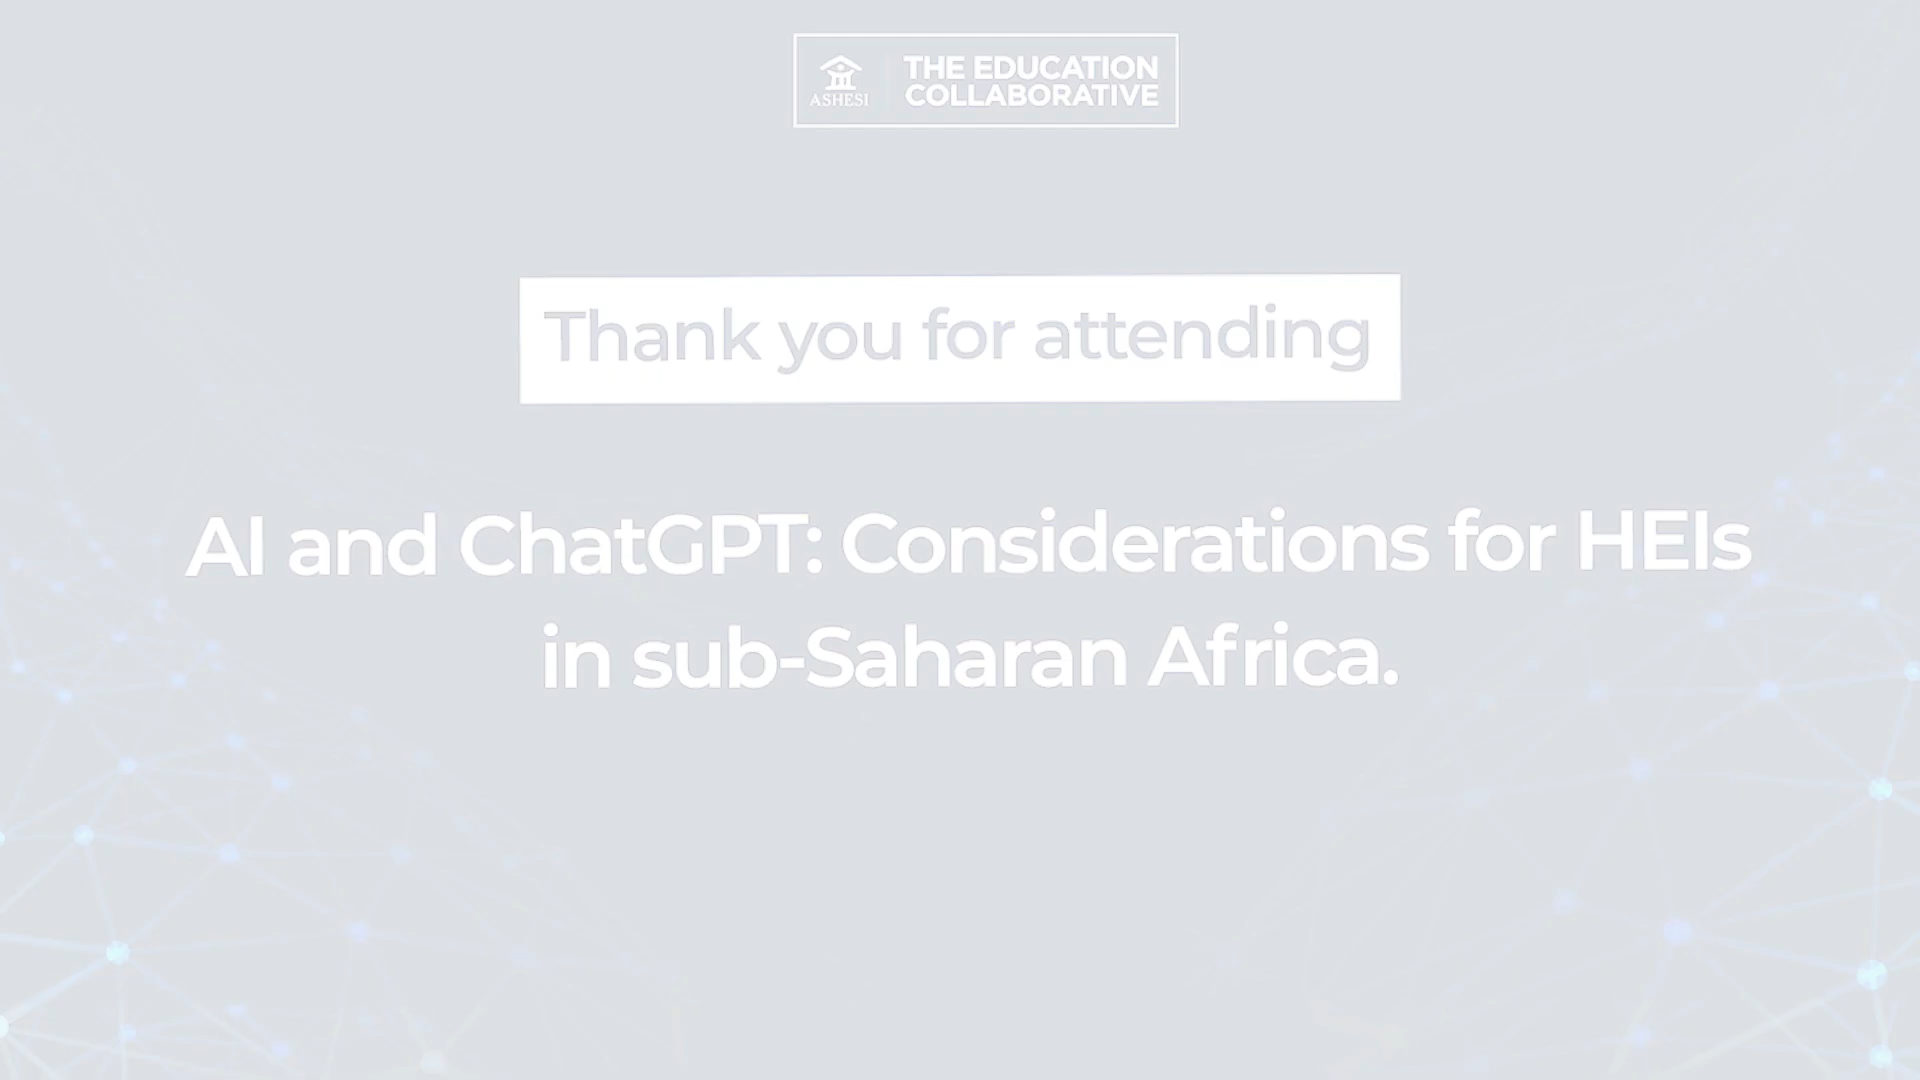 ASHESI
THE EDUCATION
COLLABORATIVE
Thank you for attending
AI and ChatGPT: Considerations for HEIs
in sub-Saharan Africa.